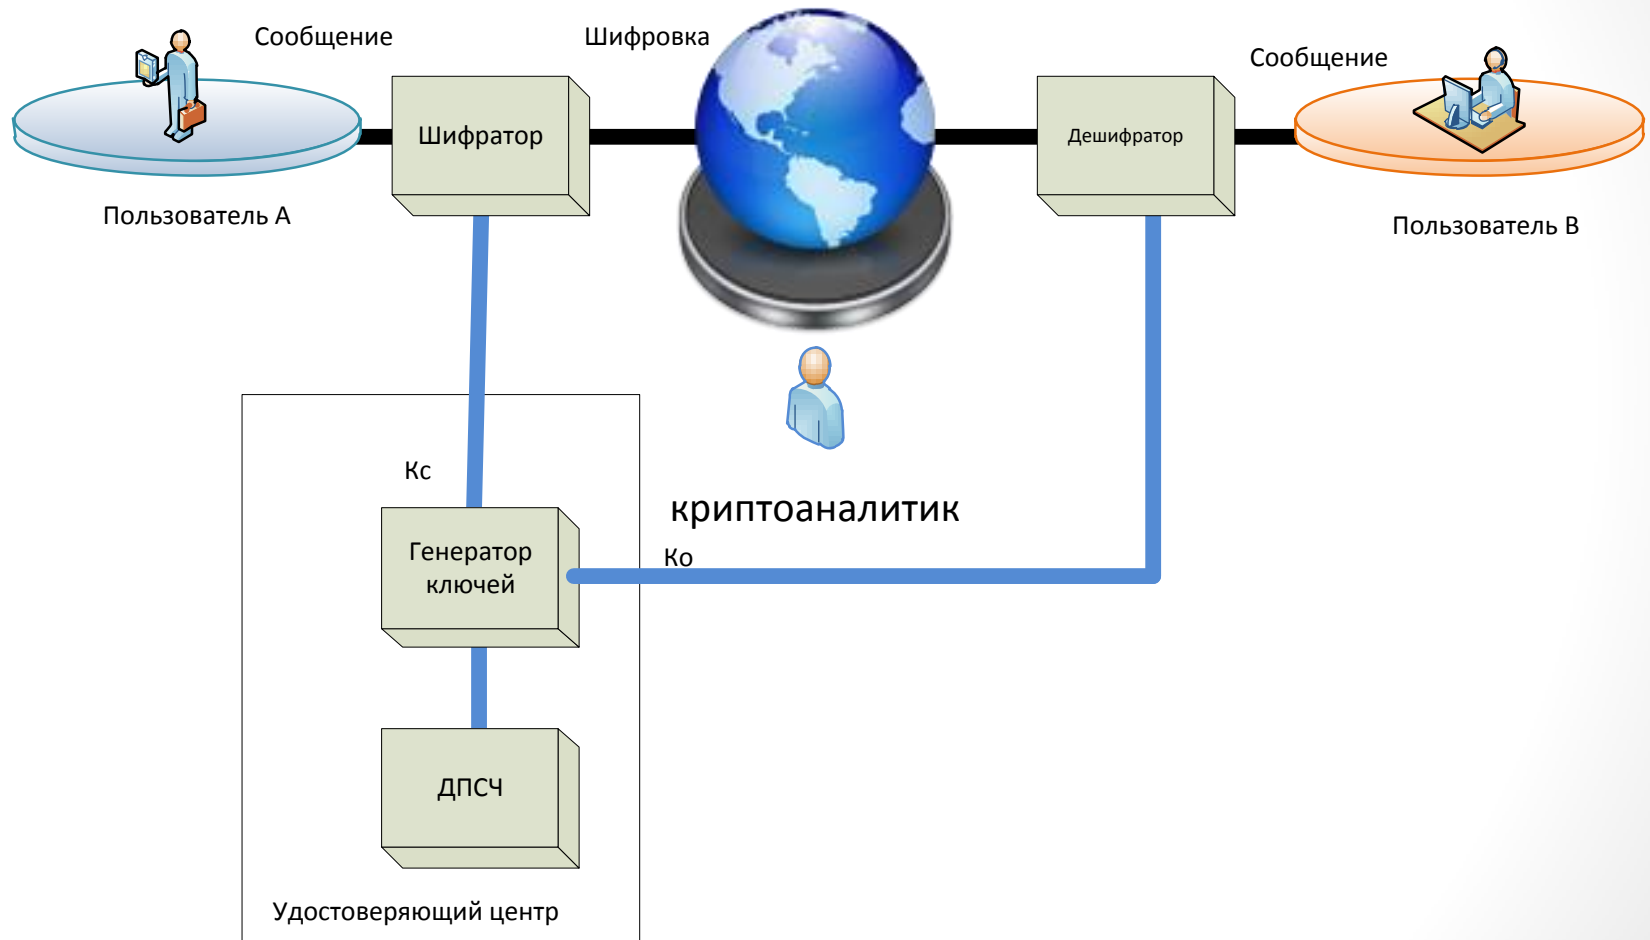 Сообщение
Шифровка
Сообщение
Шифратор
Дешифратор
Пользователь А
Пользователь В
Кс
криптоаналитик
Генератор
ключей
Ко
ДПСЧ
Удостоверяющий центр